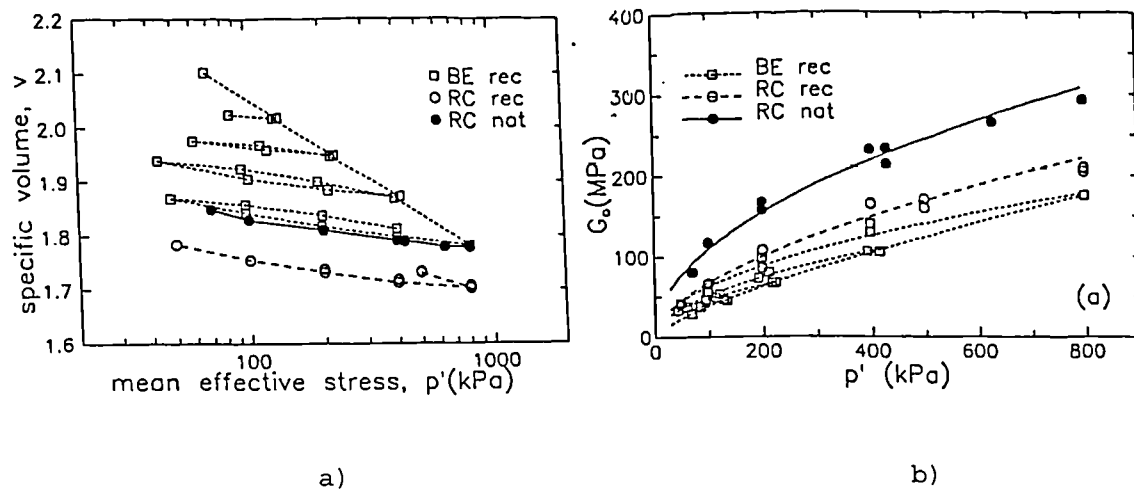 2.2
2.1
2.0
1.9
1.8
1.7
1.6
specific volume, v
BE rec
RC rec
RC nat
100
1000
mean effective stress, p'(kPa)
a)
400
300
200
100
0
G₀(MPa)
BE rec
RC rec
RC nat
(a)
0
200
400
600
800
p' (kPa)
b)